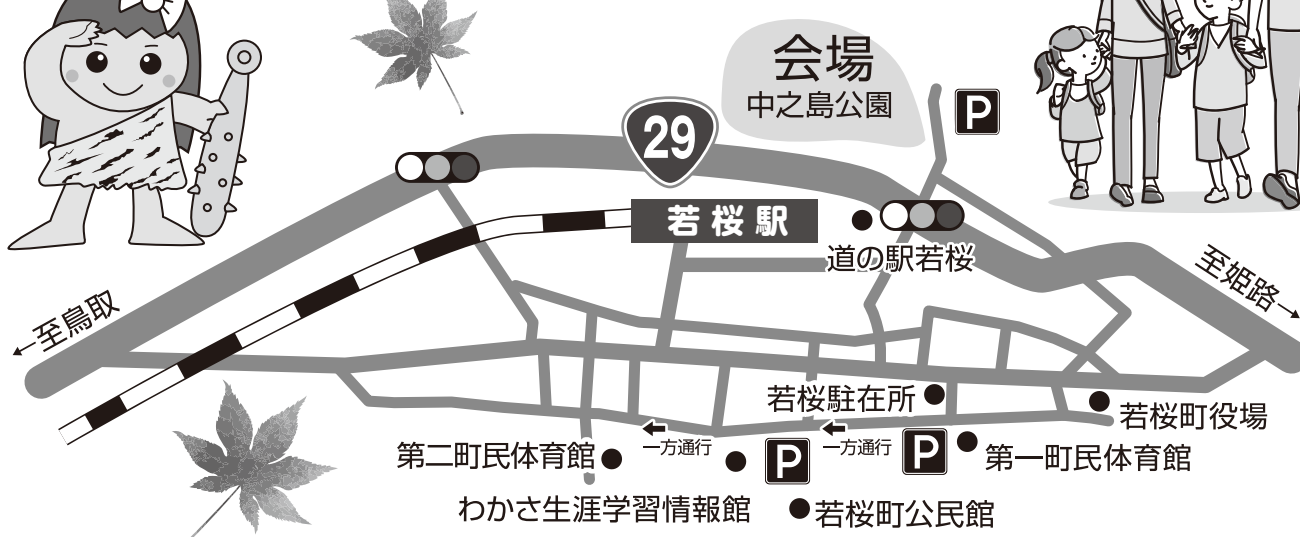 会場
中之島公園
P
29
若桜駅
道の駅若桜
至姫路→
←至鳥取
若桜駐在所
若桜町役場
←
一方通行
←
一方通行
P
P
第二町民体育館
第一町民体育館
わかさ生涯学習情報館
若桜町公民館